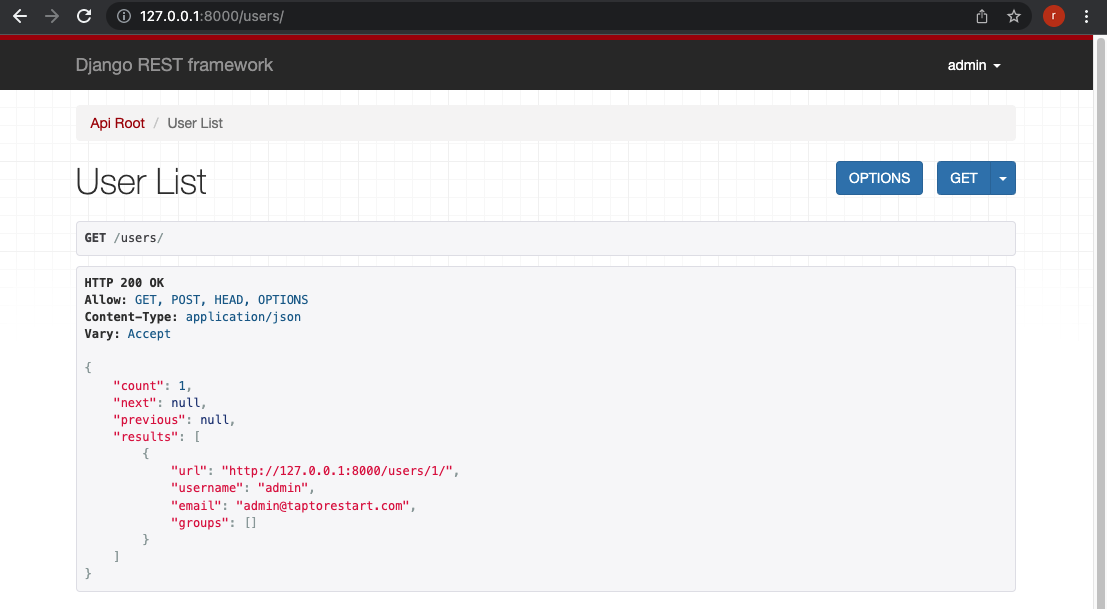 127.0.0.1:8000/users/
r
Django REST framework
admin
Api Root / User List
User List
OPTIONS
GET
GET /users/
HTTP 200 OK
Allow: GET, POST, HEAD, OPTIONS
Content-Type: application/json
Vary: Accept
{
    "count": 1,
    "next": null,
    "previous": null,
    "results": [
        {
            "url": "http://127.0.0.1:8000/users/1/",
            "username": "admin",
            "email": "admin@taptorestart.com",
            "groups": []
        }
    ]
}